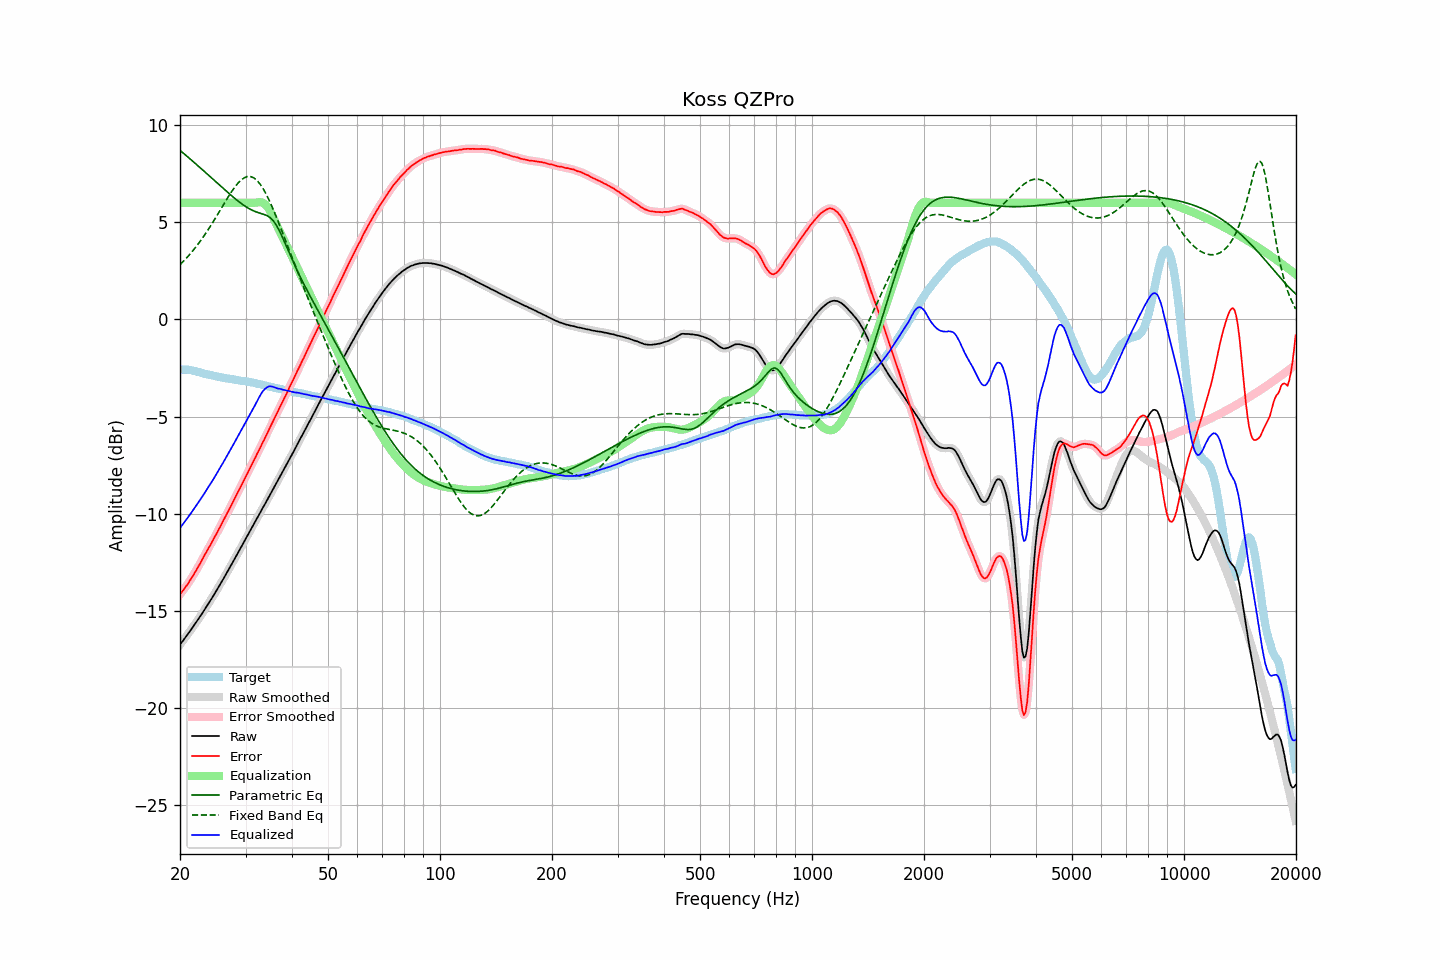 Koss QZPro
10
5
0
−5
−10
−15
−20
−25
Amplitude (dBr)
Target
Raw Smoothed
Error Smoothed
Raw
Error
Equalization
Parametric Eq
Fixed Band Eq
Equalized
20 50 100 200 500 1000 2000 5000 10000 20000
Frequency (Hz)